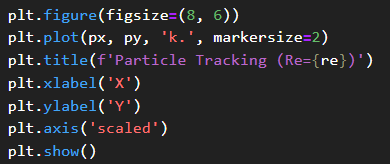 plt.figure(figsize=(8, 6))
plt.plot(px, py, 'k.', markersize=2)
plt.title(f'Particle Tracking (Re={re})')
plt.xlabel('X')
plt.ylabel('Y')
plt.axis('scaled')
plt.show()